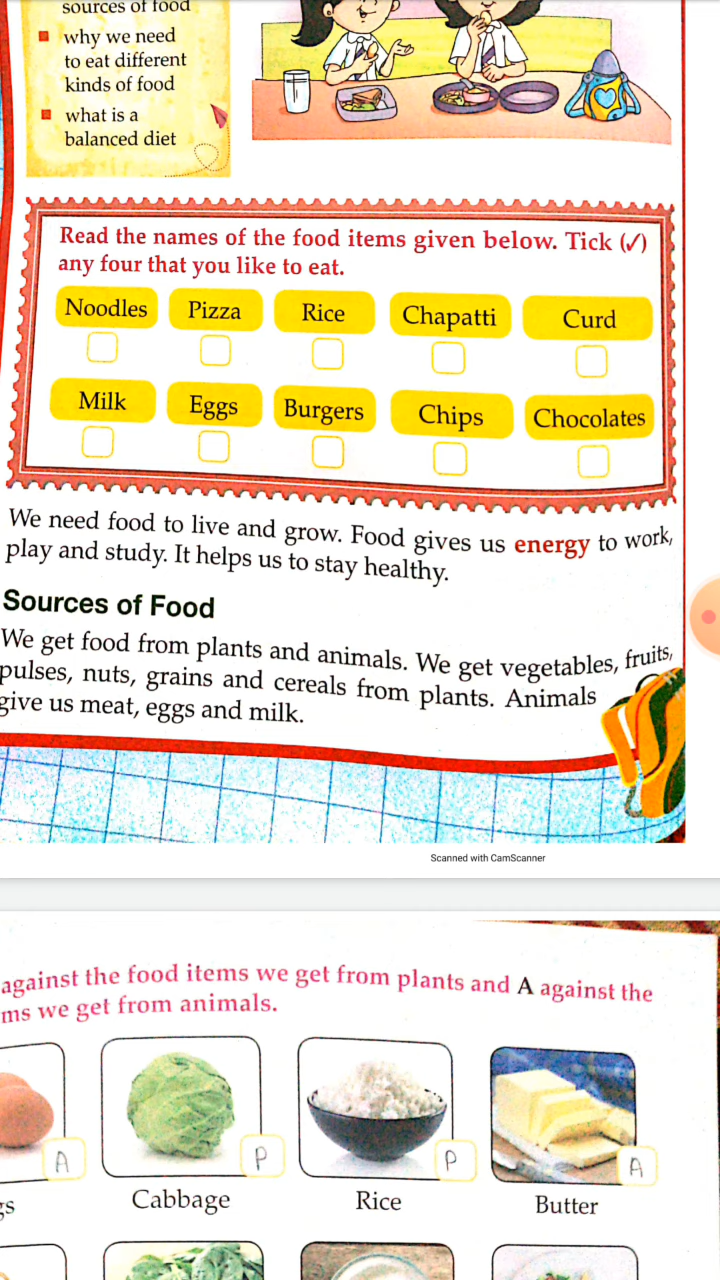 sources of food
why we need
to eat different
kinds of food
what is a
balanced diet
Read the names of the food items given below. Tick (✓)
any four that you like to eat.
Noodles Pizza Rice Chapatti Curd
Milk Eggs Burgers Chips Chocolates
We need food to live and grow. Food gives us energy to work,
play and study. It helps us to stay healthy.
Sources of Food
We get food from plants and animals. We get vegetables, fruits,
pulses, nuts, grains and cereals from plants. Animals
give us meat, eggs and milk.
Scanned with CamScanner
against the food items we get from plants and A against the
ms we get from animals.
A P P A
gs Cabbage Rice Butter